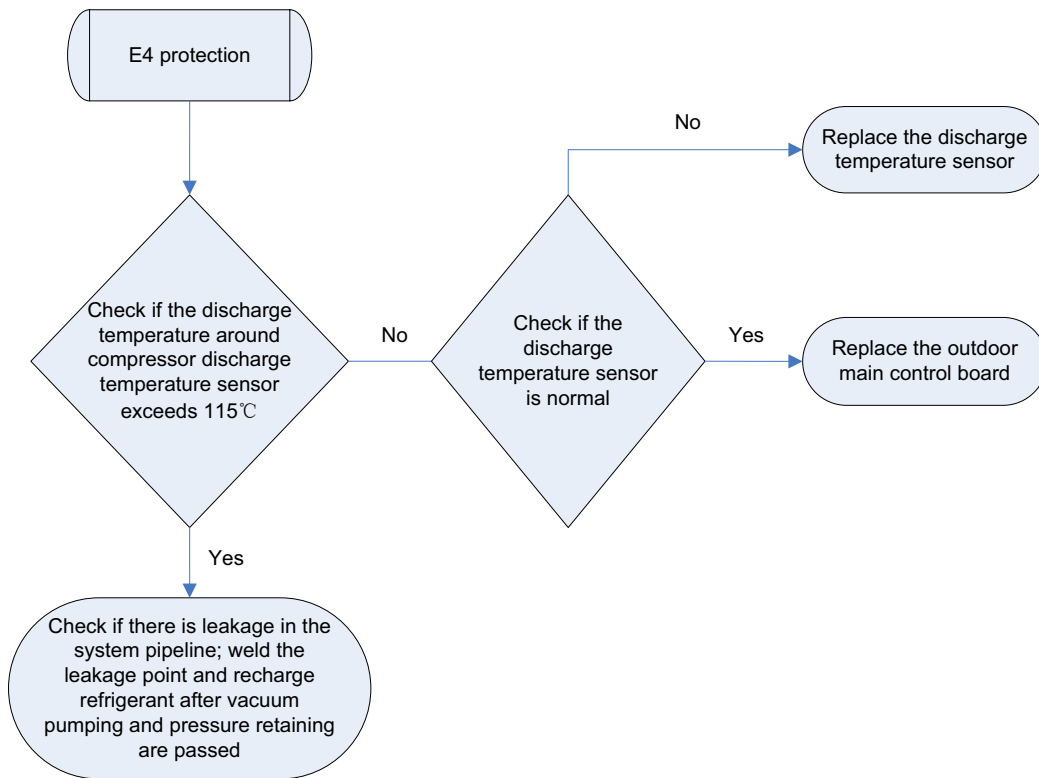 E4 protection
No
Replace the discharge
temperature sensor
Check if the discharge
temperature around
compressor discharge
temperature sensor
exceeds 115℃
No
Check if the
discharge
temperature sensor
is normal
Yes
Replace the outdoor
main control board
Yes
Check if there is leakage in the
system pipeline; weld the
leakage point and recharge
refrigerant after vacuum
pumping and pressure retaining
are passed